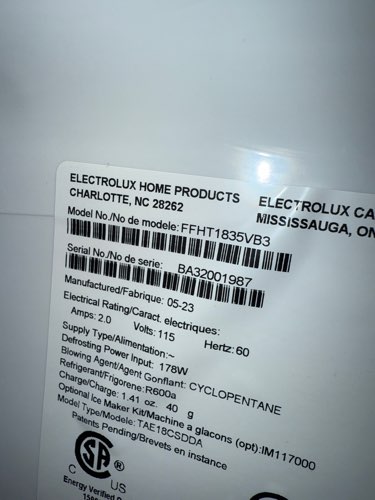 ELECTROLUX HOME PRODUCTS
CHARLOTTE, NC 28262
ELECTROLUX CA
MISSISSAUGA, ON
Model No./No de modele: FFHT1835VB3
Serial No./No de serie: BA32001987
Manufactured/Fabrique: 05-23
Electrical Rating/Caract. electriques:
Amps: 2.0 Volts: 115 Hertz: 60
Supply Type/Alimentation:~
Defrosting Power Input: 178W
Blowing Agent/Agent Gonflant: CYCLOPENTANE
Refrigerant/Frigorene: R600a
Charge/Charge: 1.41 oz. 40 g
Optional Ice Maker Kit/Machine a glacons (opt):IM117000
Model Type/Modele: TAE18CSDDA
Patents Pending/Brevets en instance
SA
C US
Energy Verified